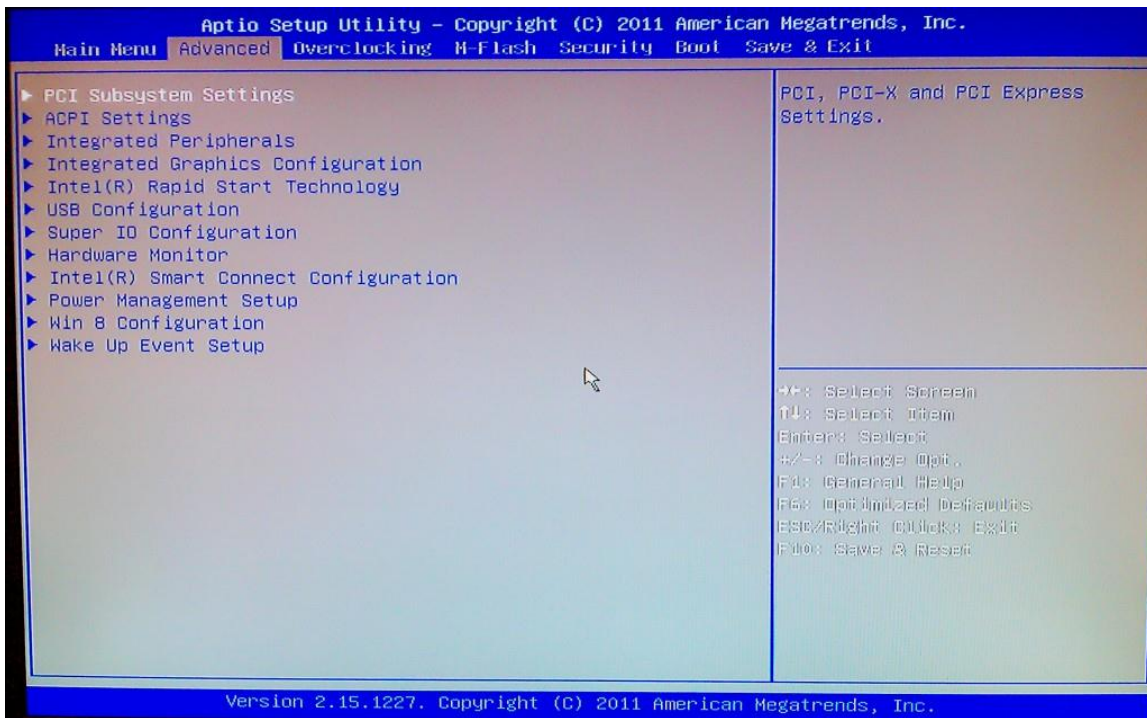 Aptio Setup Utility – Copyright (C) 2011 American Megatrends, Inc.
Main Menu Advanced Overclocking M-Flash Security Boot Save & Exit
PCI Subsystem Settings
ACPI Settings
Integrated Peripherals
Integrated Graphics Configuration
Intel(R) Rapid Start Technology
USB Configuration
Super IO Configuration
Hardware Monitor
Intel(R) Smart Connect Configuration
Power Management Setup
Win 8 Configuration
Wake Up Event Setup
PCI, PCI-X and PCI Express
Settings.
→←: Select Screen
↑↓: Select Item
Enter: Select
+/-: Change Opt.
F1: General Help
F6: Optimized Defaults
ESC/Right Click: Exit
F10: Save & Reset
Version 2.15.1227. Copyright (C) 2011 American Megatrends, Inc.